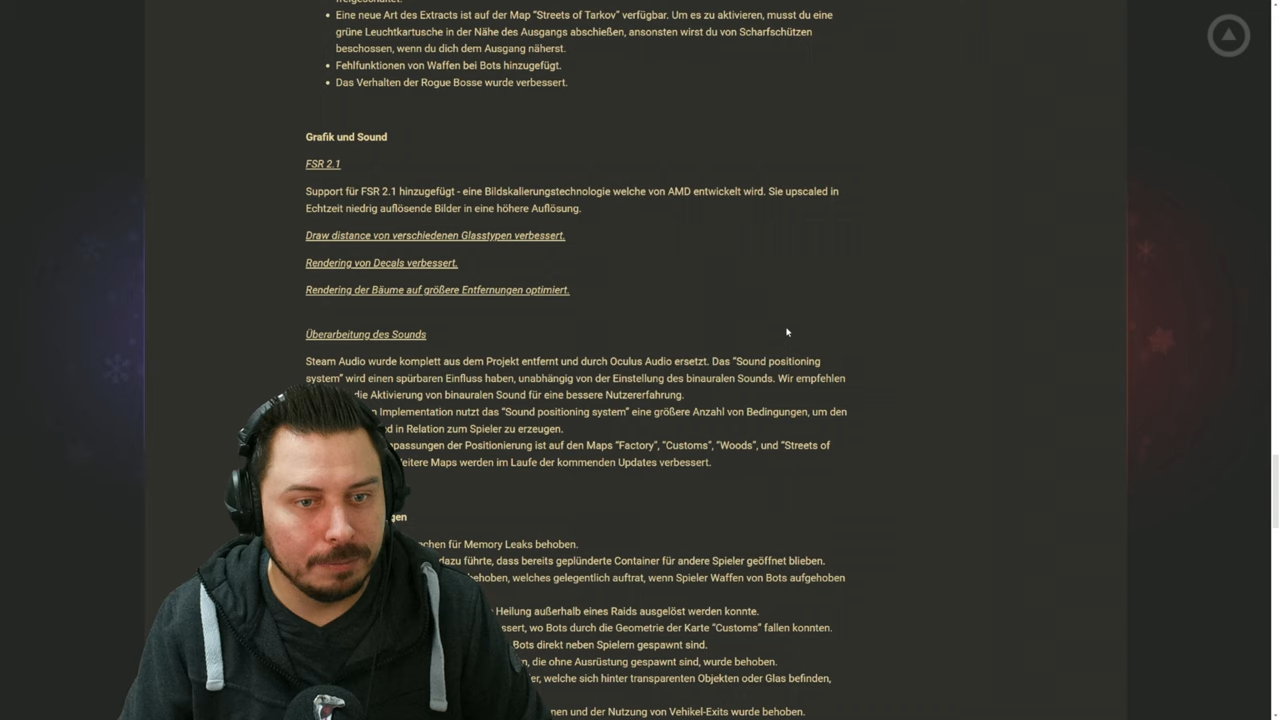 Eine neue Art des Extracts ist auf der Map “Streets of Tarkov” verfügbar. Um es zu aktivieren, musst du eine
grüne Leuchtkartusche in der Nähe des Ausgangs abschießen, ansonsten wirst du von Scharfschützen
beschossen, wenn du dich dem Ausgang näherst.
Fehlfunktionen von Waffen bei Bots hinzugefügt.
Das Verhalten der Rogue Bosse wurde verbessert.
Grafik und Sound
FSR 2.1
Support für FSR 2.1 hinzugefügt - eine Bildskalierungstechnologie welche von AMD entwickelt wird. Sie upscaled in
Echtzeit niedrig auflösende Bilder in eine höhere Auflösung.
Draw distance von verschiedenen Glasstypen verbessert.
Rendering von Decals verbessert.
Rendering der Bäume auf größere Entfernungen optimiert.
Überarbeitung des Sounds
Steam Audio wurde komplett aus dem Projekt entfernt und durch Oculus Audio ersetzt. Das “Sound positioning
system” wird einen spürbaren Einfluss haben, unabhängig von der Einstellung des binauralen Sounds. Wir empfehlen
die Aktivierung von binauralen Sound für eine bessere Nutzererfahrung.
Implementation nutzt das “Sound positioning system” eine größere Anzahl von Bedingungen, um den
in Relation zum Spieler zu erzeugen.
der Positionierung ist auf den Maps “Factory”, “Customs”, “Woods”, und “Streets of
Maps werden im Laufe der kommenden Updates verbessert.
für Memory Leaks behoben.
dazu führte, dass bereits geplünderte Container für andere Spieler geöffnet blieben.
behoben, welches gelegentlich auftrat, wenn Spieler Waffen von Bots aufgehoben
Heilung außerhalb eines Raids ausgelöst werden konnte.
wo Bots durch die Geometrie der Karte “Customs” fallen konnten.
Bots direkt neben Spielern gespawnt sind.
die ohne Ausrüstung gespawnt sind, wurde behoben.
welche sich hinter transparenten Objekten oder Glas befinden,
und der Nutzung von Vehikel-Exits wurde behoben.